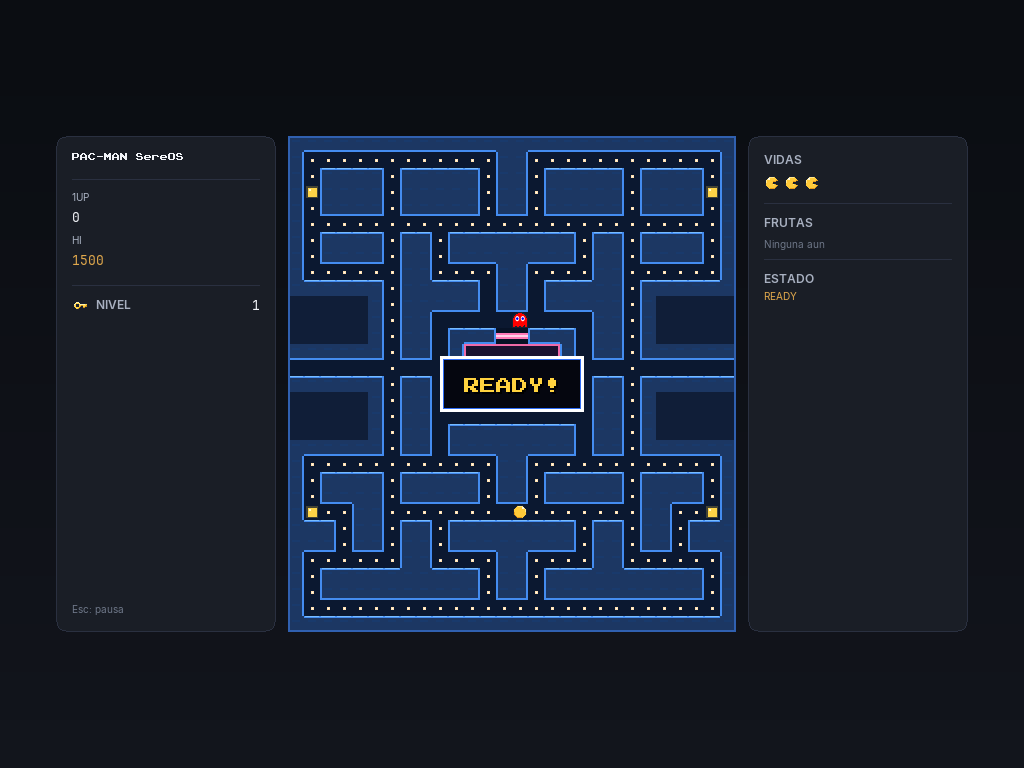 PAC-MAN SereOS
1UP
0
HI
1500
NIVEL 1
Esc: pausa
READY!
VIDAS
FRUTAS
Ninguna aun
ESTADO
READY